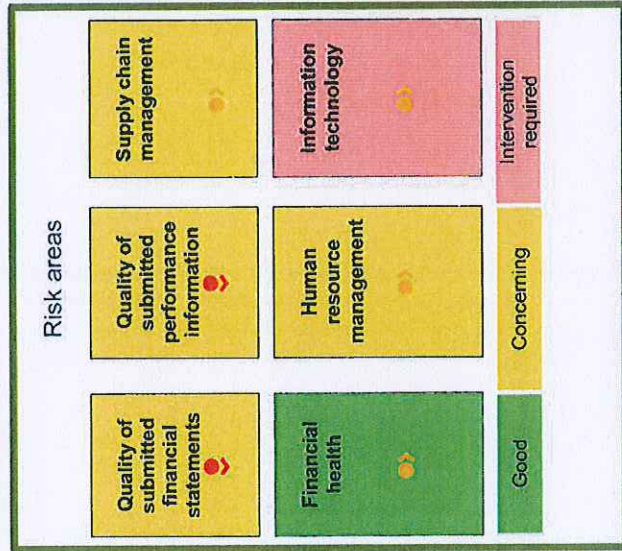 Risk areas
Quality of
submitted
financial
statements
Quality of
submitted
performance
information
Supply chain
management
Financial
health
Human
resource
management
Information
technology
Good
Concerning
Intervention
required